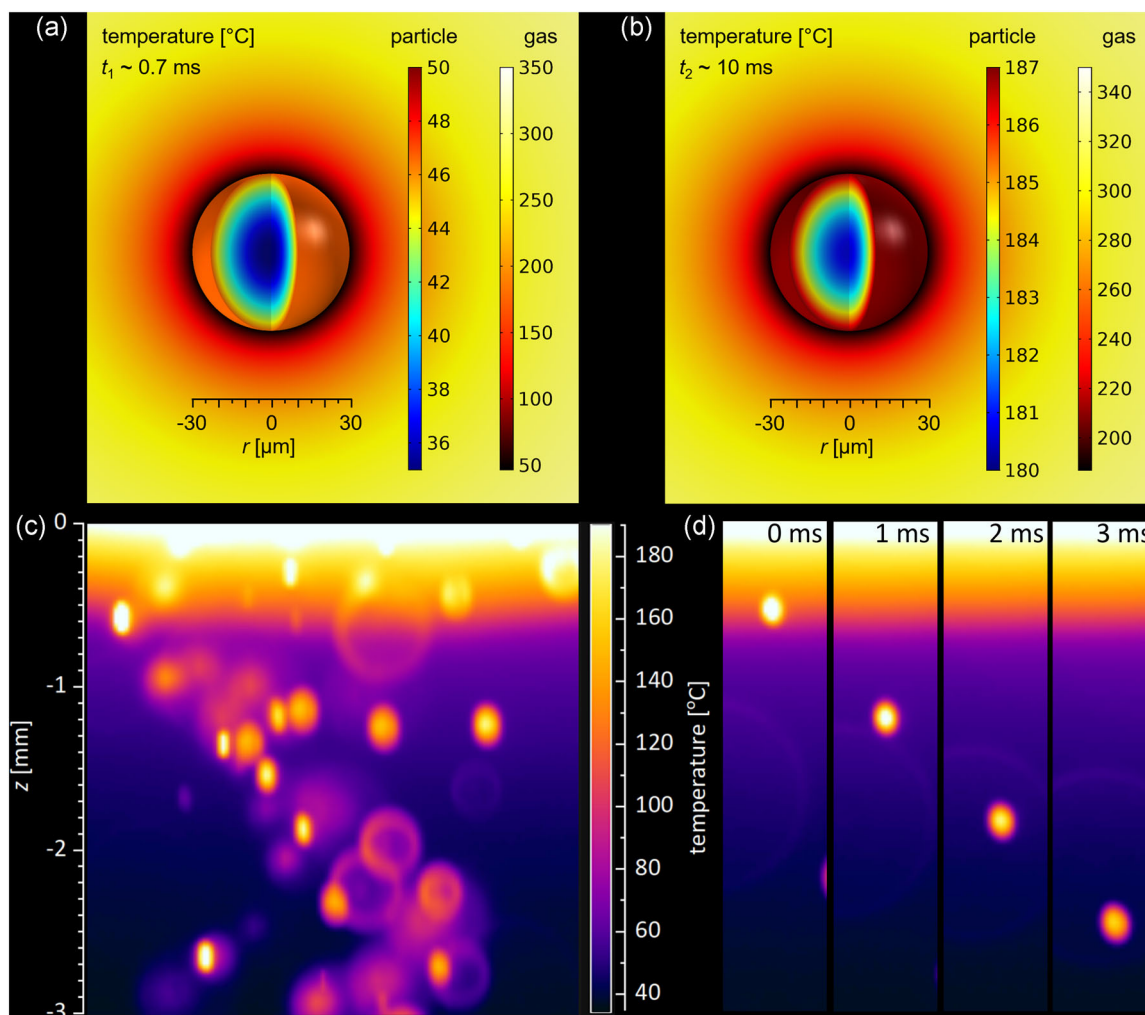 (a)
temperature [°C]
particle
gas
t₁ ~ 0.7 ms
50
48
46
44
42
40
38
36
350
300
250
200
150
100
50
-30
0
30
r [µm]
(b)
temperature [°C]
particle
gas
t₂ ~ 10 ms
187
186
185
184
183
182
181
180
340
320
300
280
260
240
220
200
-30
0
30
r [µm]
(c)
0
-1
-2
-3
z [mm]
180
160
140
120
100
80
60
40
temperature [°C]
(d)
0 ms
1 ms
2 ms
3 ms